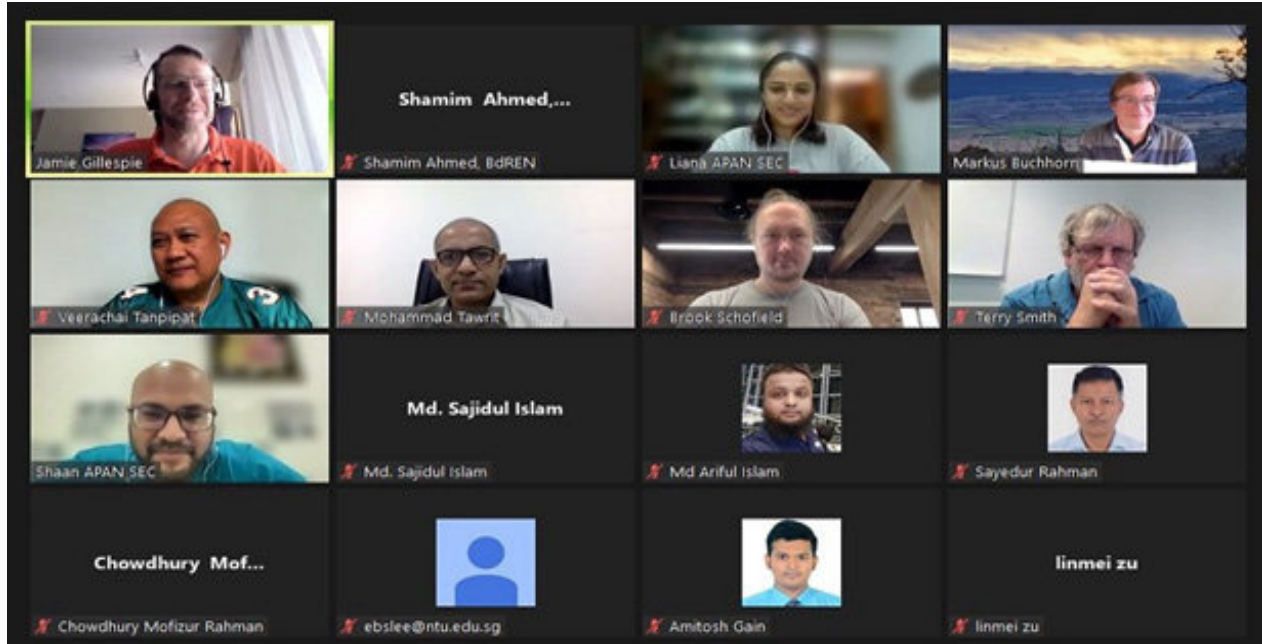 Jamie Gillespie
Shamim Ahmed,...
Shamim Ahmed, BdREN
Liana APAN SEC
Markus Buchhorn
Veerachai Tanpipat
Mohammad Tawrit
Brook Schofield
Terry Smith
Shaan APAN SEC
Md. Sajidul Islam
Md. Sajidul Islam
Md Ariful Islam
Sayedur Rahman
Chowdhury Mof...
Chowdhury Mofizur Rahman
ebslee@ntu.edu.sg
Amitosh Gain
linmei zu
linmei zu